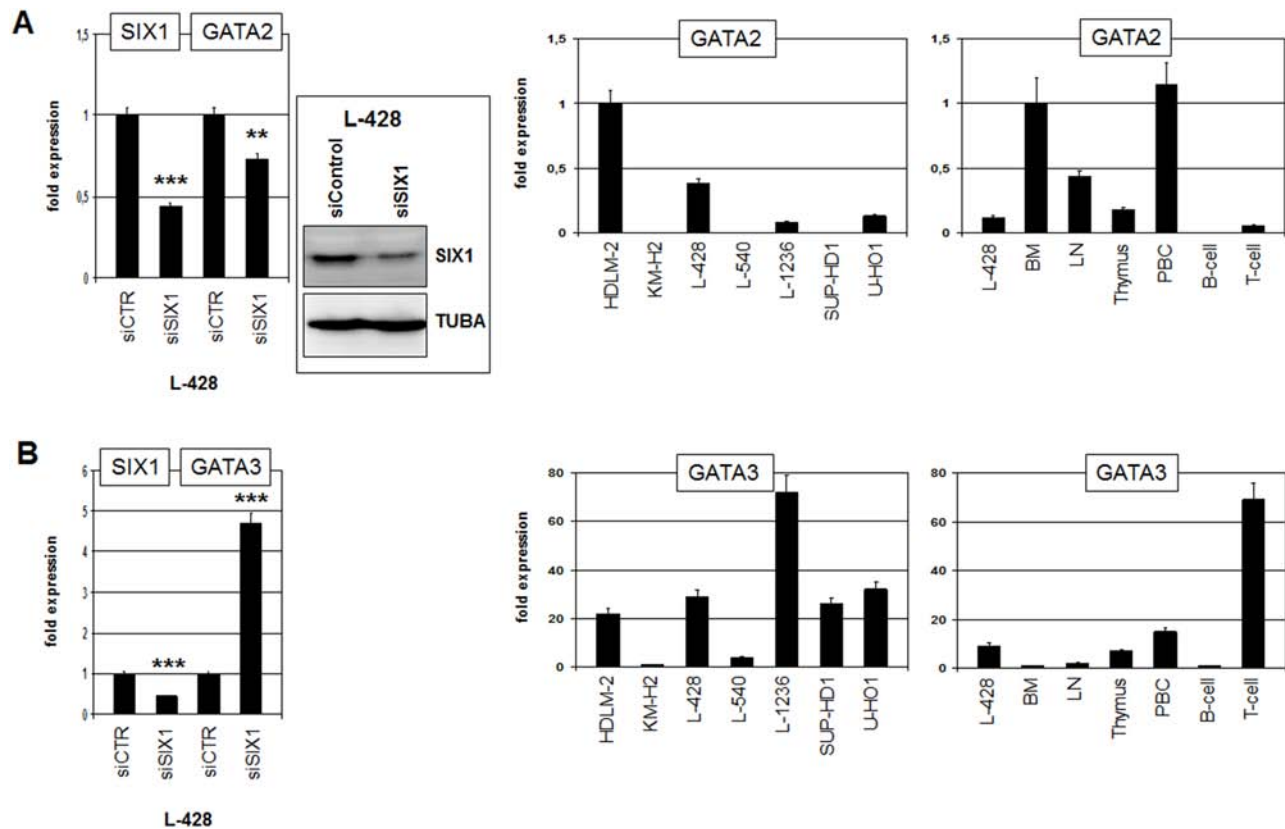 A
SIX1 GATA2
fold expression
1,5
1
0,5
0
*** **
siCTR siSIX1 siCTR siSIX1
L-428
L-428
siControl siSIX1
SIX1
TUBA
GATA2
fold expression
1,5
1
0,5
0
HDLM-2 KM-H2 L-428 L-540 L-1236 SUP-HD1 U-HO1
GATA2
1,5
1
0,5
0
L-428 BM LN Thymus PBC B-cell T-cell
B
SIX1 GATA3
fold expression
6
5
4
3
2
1
0
*** ***
siCTR siSIX1 siCTR siSIX1
L-428
GATA3
fold expression
80
60
40
20
0
HDLM-2 KM-H2 L-428 L-540 L-1236 SUP-HD1 U-HO1
GATA3
80
60
40
20
0
L-428 BM LN Thymus PBC B-cell T-cell